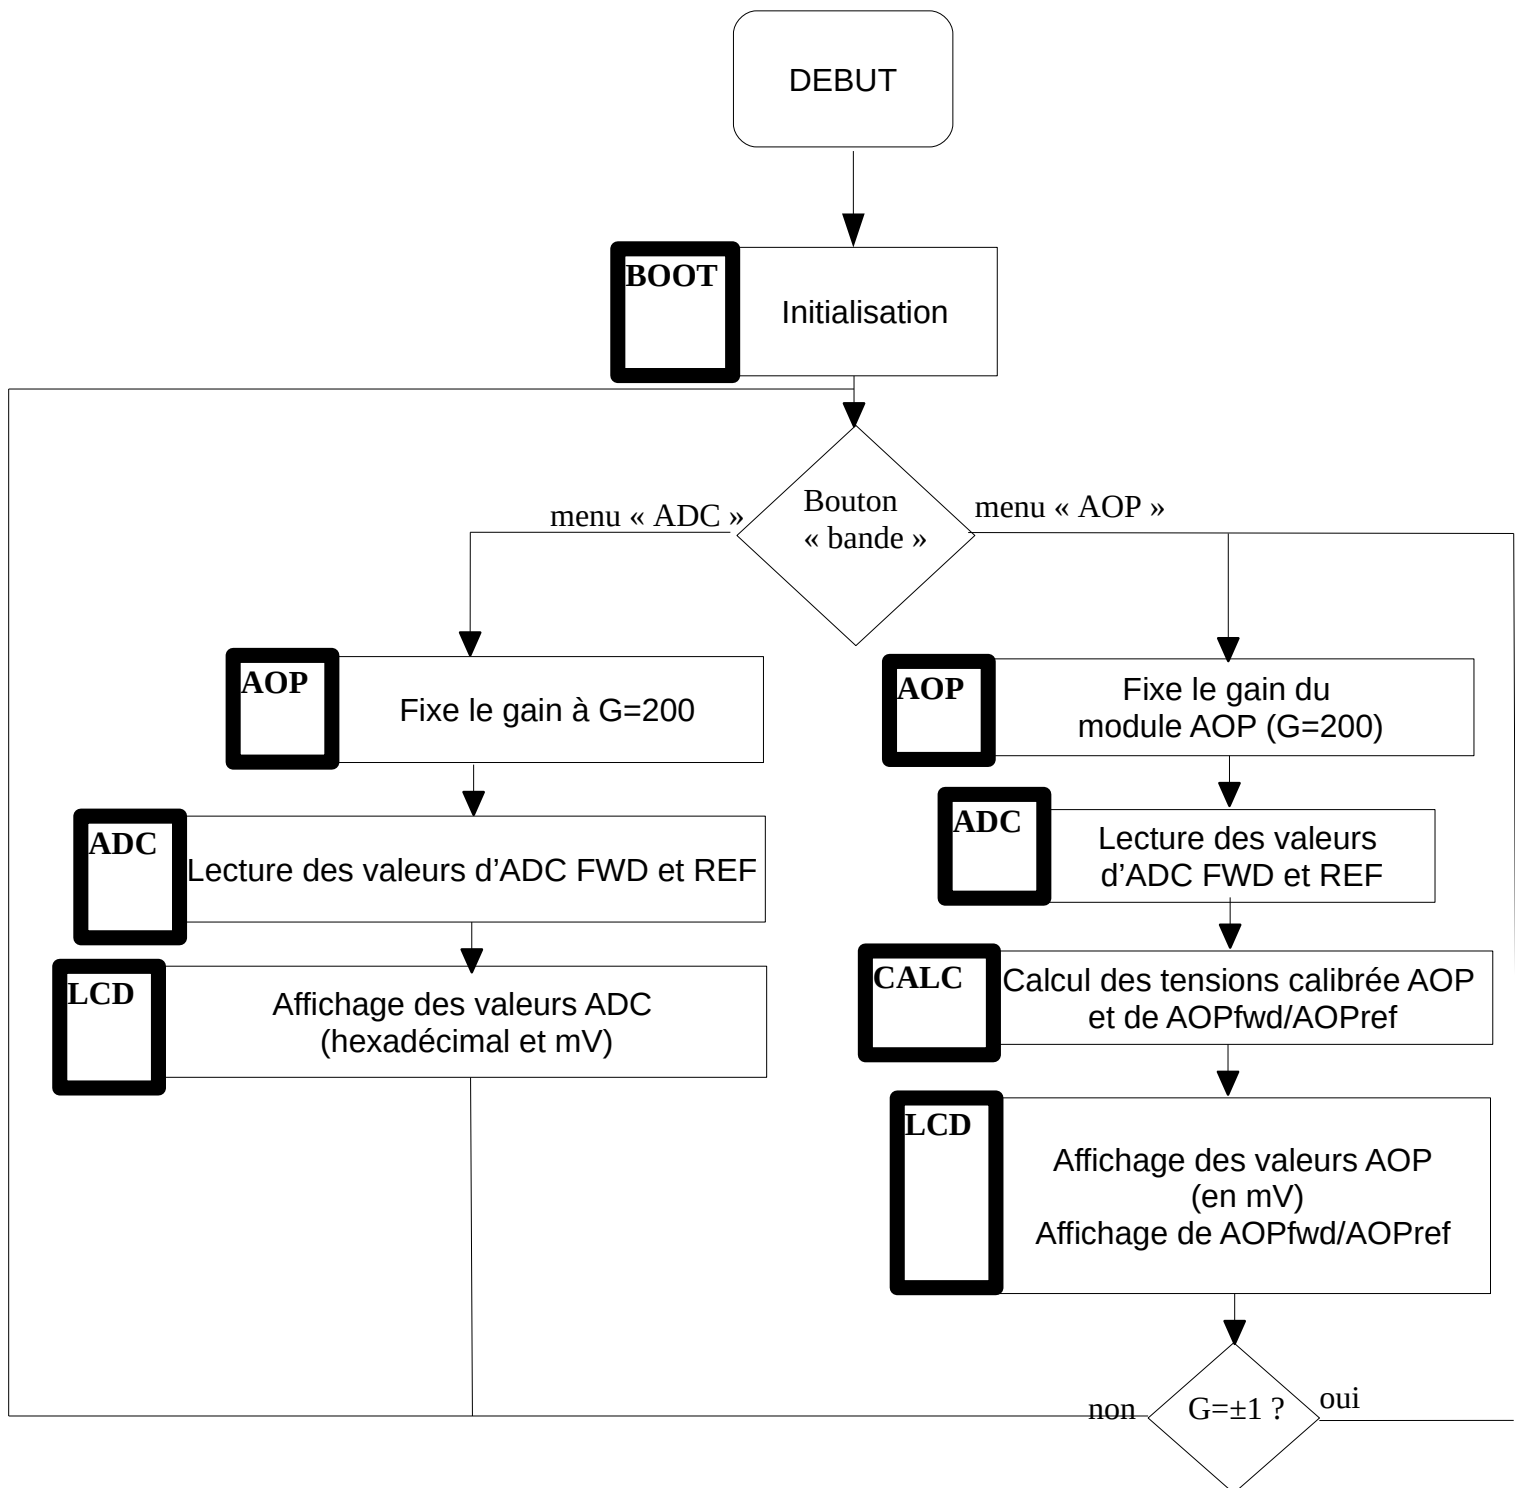 DEBUT
BOOT
Initialisation
Bouton
« bande »
menu « ADC »
menu « AOP »
AOP
Fixe le gain à G=200
ADC
Lecture des valeurs d’ADC FWD et REF
LCD
Affichage des valeurs ADC
(hexadécimal et mV)
AOP
Fixe le gain du
module AOP (G=200)
ADC
Lecture des valeurs
d’ADC FWD et REF
CALC
Calcul des tensions calibrée AOP
et de AOPfwd/AOPref
LCD
Affichage des valeurs AOP
(en mV)
Affichage de AOPfwd/AOPref
non
G=±1 ?
oui